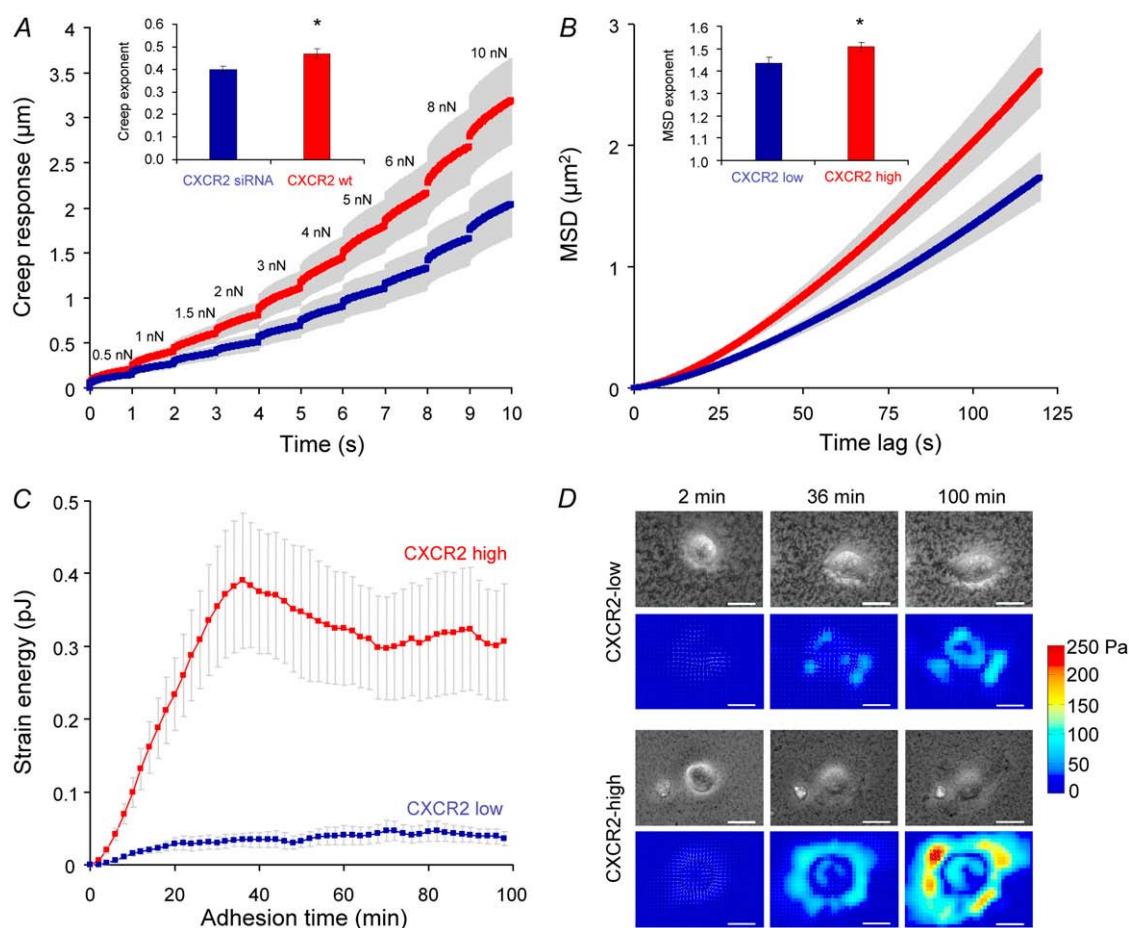 A
Creep response (μm)
4
3.5
3
2.5
2
1.5
1
0.5
0
0 1 2 3 4 5 6 7 8 9 10
Time (s)
0.5 nN
1 nN
1.5 nN
2 nN
3 nN
4 nN
5 nN
6 nN
8 nN
10 nN
Creep exponent
0.6
0.5
0.4
0.3
0.2
0.1
0.0
*
CXCR2 siRNA CXCR2 wt
B
MSD (μm²)
3
2
1
0
0 25 50 75 100 125
Time lag (s)
MSD exponent
1.6
1.5
1.4
1.3
1.2
1.1
1.0
*
CXCR2 low CXCR2 high
C
Strain energy (pJ)
0.5
0.4
0.3
0.2
0.1
0
0 20 40 60 80 100
Adhesion time (min)
CXCR2 high
CXCR2 low
D
2 min 36 min 100 min
CXCR2-low
CXCR2-high
250 Pa
200
150
100
50
0